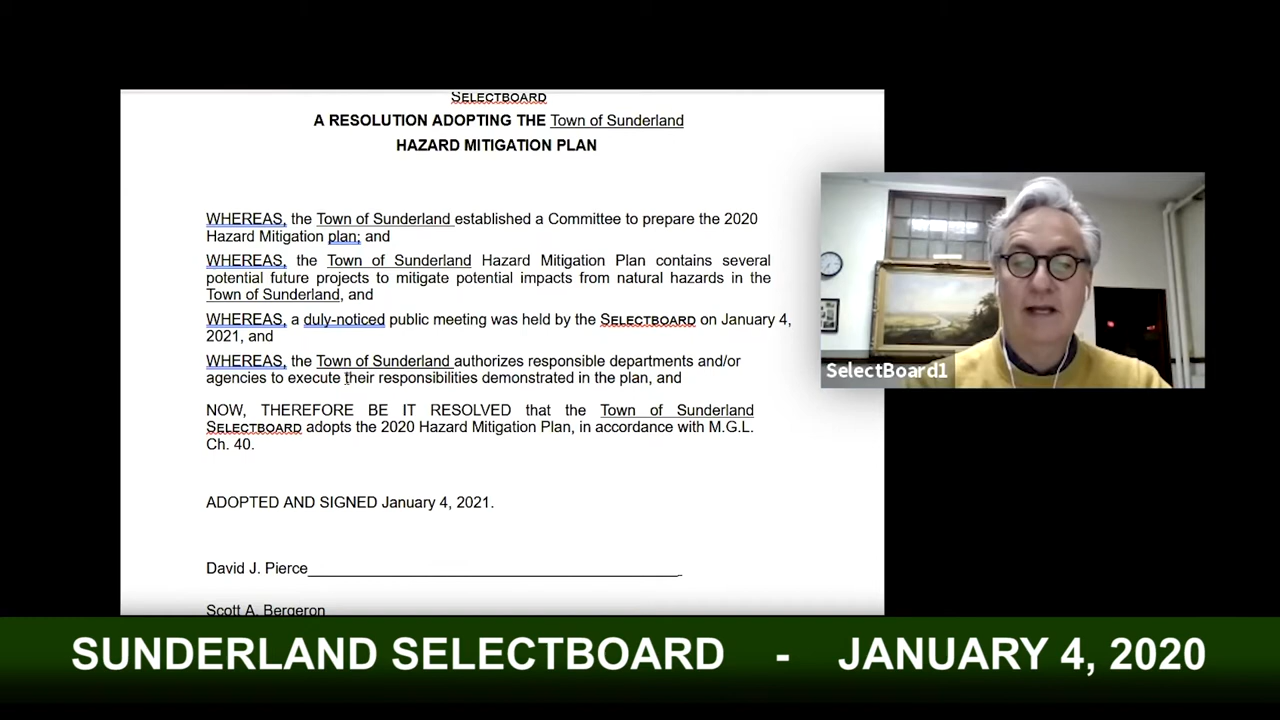 SELECTBOARD
A RESOLUTION ADOPTING THE Town of Sunderland
HAZARD MITIGATION PLAN
WHEREAS, the Town of Sunderland established a Committee to prepare the 2020
Hazard Mitigation plan; and
WHEREAS, the Town of Sunderland Hazard Mitigation Plan contains several
potential future projects to mitigate potential impacts from natural hazards in the
Town of Sunderland, and
WHEREAS, a duly-noticed public meeting was held by the SELECTBOARD on January 4,
2021, and
WHEREAS, the Town of Sunderland authorizes responsible departments and/or
agencies to execute their responsibilities demonstrated in the plan, and
NOW, THEREFORE BE IT RESOLVED that the Town of Sunderland
SELECTBOARD adopts the 2020 Hazard Mitigation Plan, in accordance with M.G.L.
Ch. 40.
ADOPTED AND SIGNED January 4, 2021.
David J. Pierce
Scott A. Bergeron
SelectBoard1
SUNDERLAND SELECTBOARD - JANUARY 4, 2020